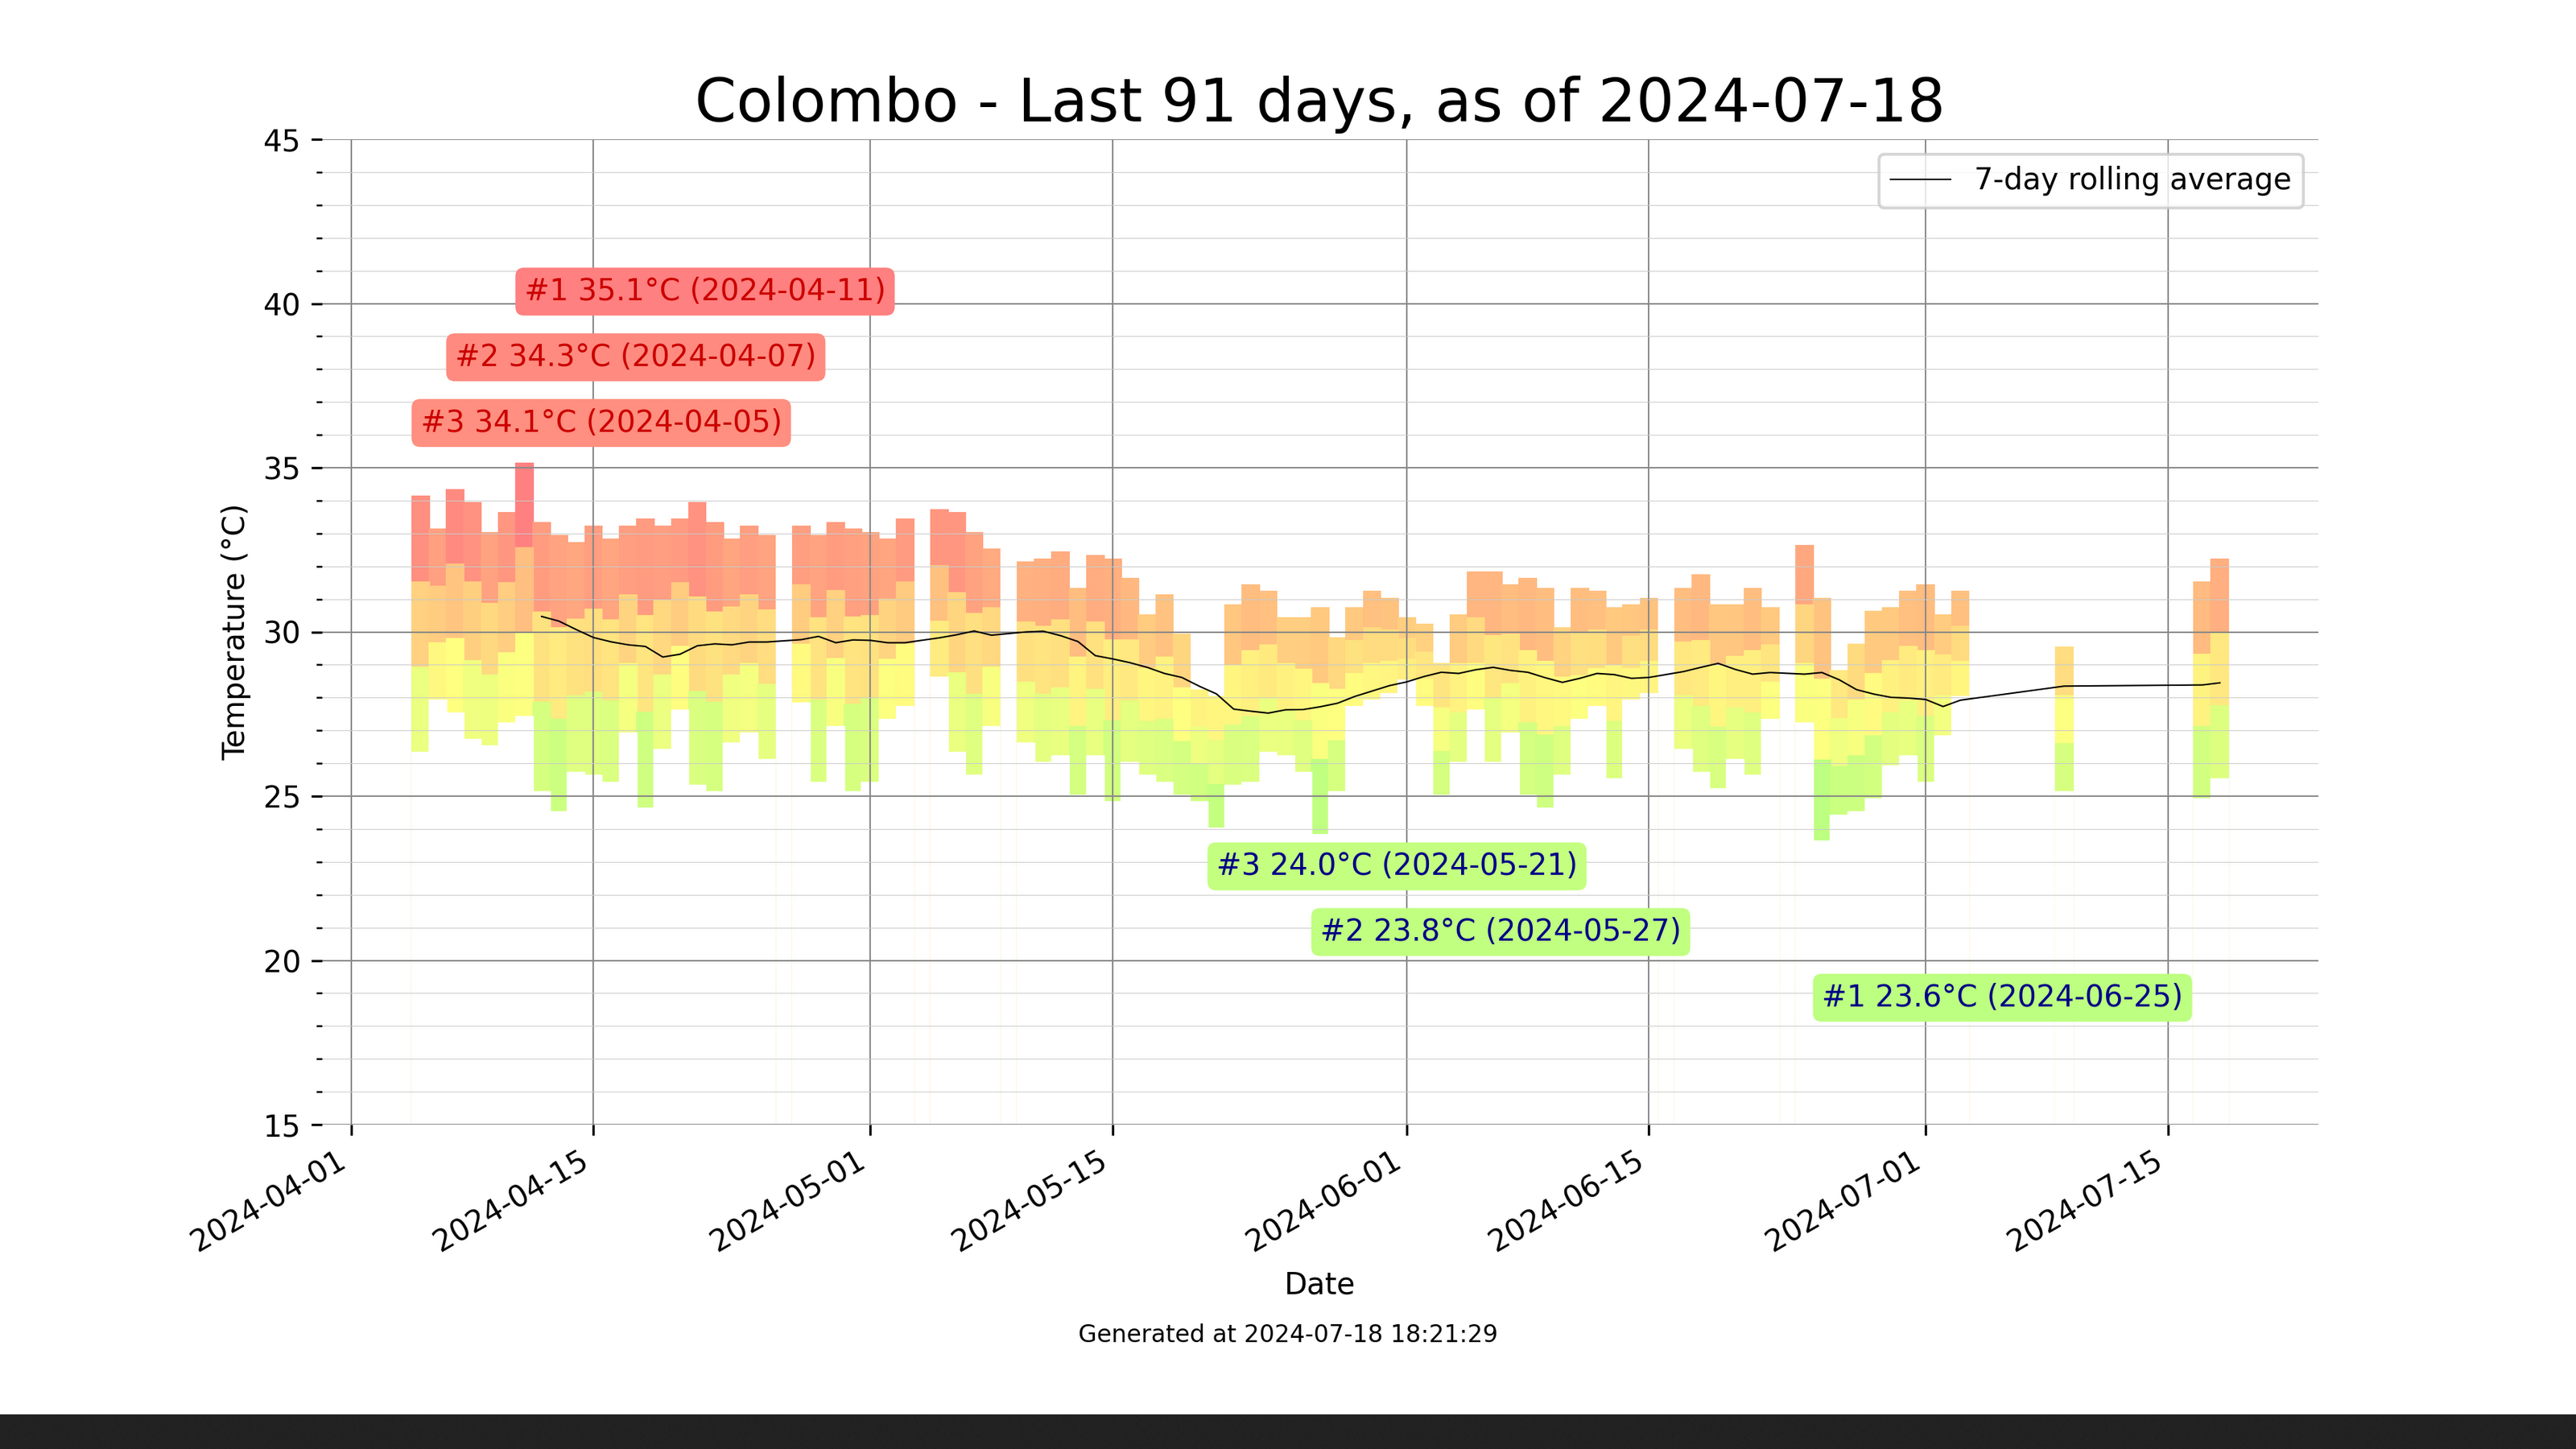 Colombo - Last 91 days, as of 2024-07-18
45
40
35
30
25
20
15
Temperature (°C)
7-day rolling average
#1 35.1°C (2024-04-11)
#2 34.3°C (2024-04-07)
#3 34.1°C (2024-04-05)
#3 24.0°C (2024-05-21)
#2 23.8°C (2024-05-27)
#1 23.6°C (2024-06-25)
2024-04-01
2024-04-15
2024-05-01
2024-05-15
2024-06-01
2024-06-15
2024-07-01
2024-07-15
Date
Generated at 2024-07-18 18:21:29